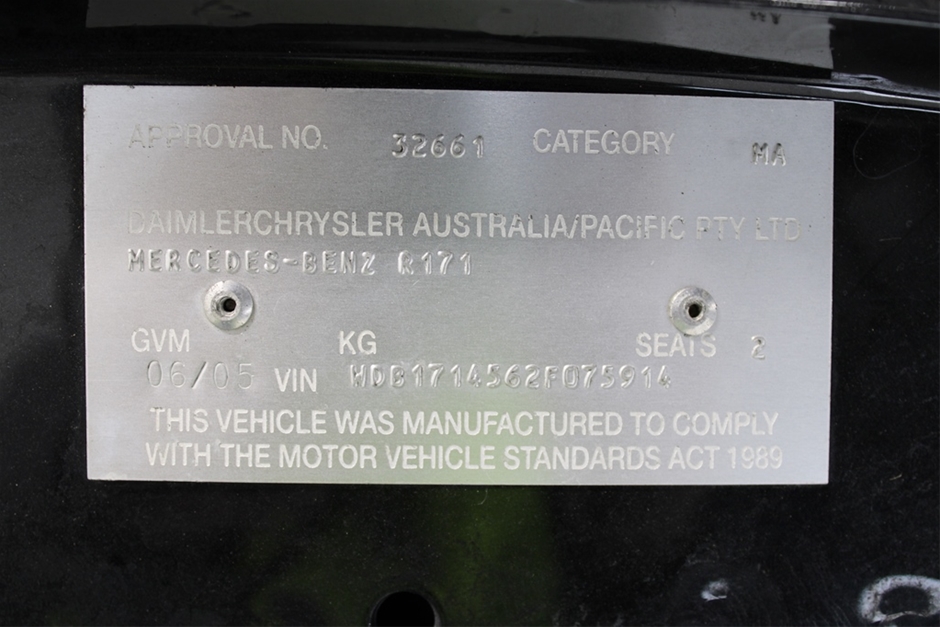 APPROVAL NO. 32661 CATEGORY MA
DAIMLERCHRYSLER AUSTRALIA/PACIFIC PTY LTD
MERCEDES-BENZ R171
GVM KG SEATS 2
06/05 VIN WDB1714562F075914
THIS VEHICLE WAS MANUFACTURED TO COMPLY
WITH THE MOTOR VEHICLE STANDARDS ACT 1989